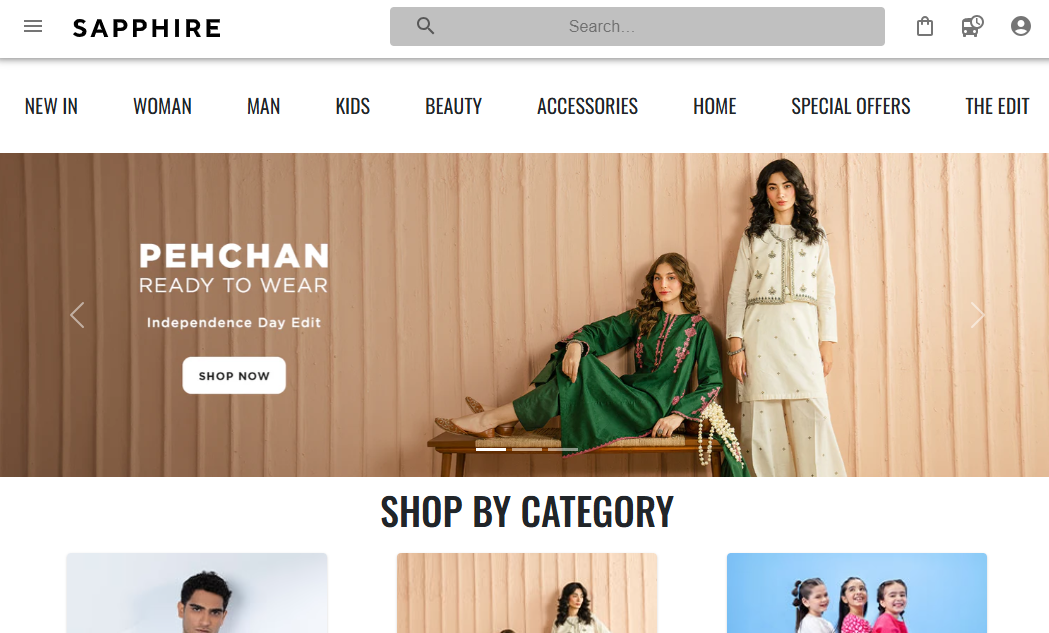 SAPPHIRE
Search…
NEW IN WOMAN MAN KIDS BEAUTY ACCESSORIES HOME SPECIAL OFFERS THE EDIT
PEHCHAN
READY TO WEAR
Independence Day Edit
SHOP NOW
SHOP BY CATEGORY